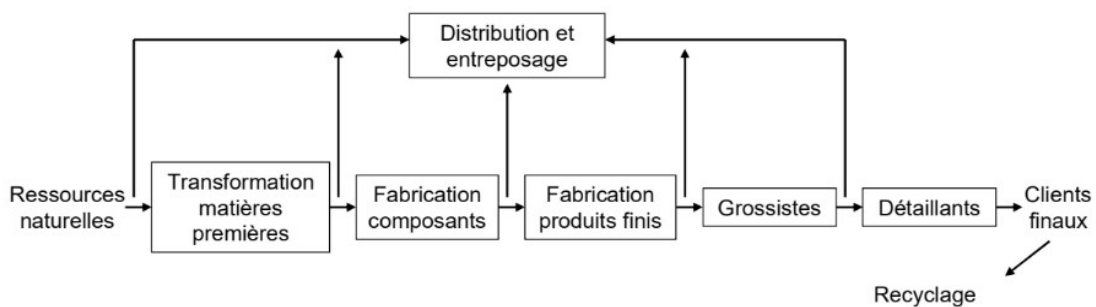 Distribution et
entreposage
Ressources
naturelles
Transformation
matières
premières
Fabrication
composants
Fabrication
produits finis
Grossistes
Détaillants
Clients
finaux
Recyclage